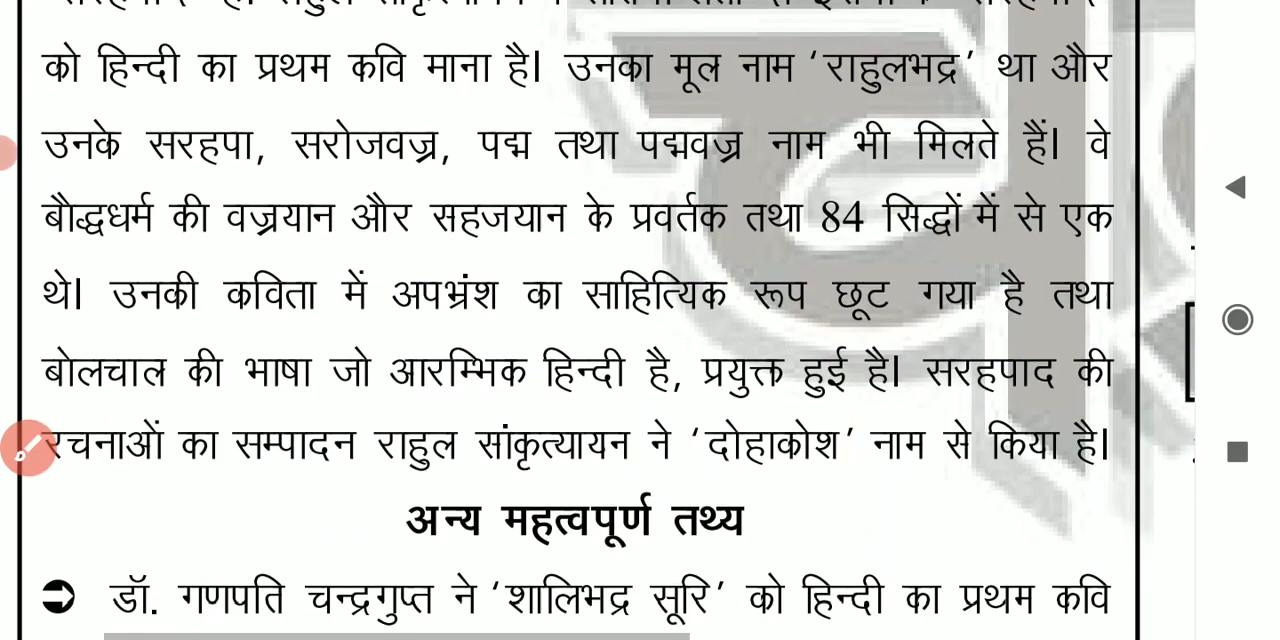 को हिन्दी का प्रथम कवि माना है। उनका मूल नाम ‘राहुलभद्र’ था और
उनके सरहपा, सरोजवज्र, पद्म तथा पद्मवज्र नाम भी मिलते हैं। वे
बौद्धधर्म की वज्रयान और सहजयान के प्रवर्तक तथा 84 सिद्धों में से एक
थे। उनकी कविता में अपभ्रंश का साहित्यिक रूप छूट गया है तथा
बोलचाल की भाषा जो आरम्भिक हिन्दी है, प्रयुक्त हुई है। सरहपाद की
रचनाओं का सम्पादन राहुल सांकृत्यायन ने ‘दोहाकोश’ नाम से किया है।
अन्य महत्वपूर्ण तथ्य
➲ डॉ. गणपति चन्द्रगुप्त ने ‘शालिभद्र सूरि’ को हिन्दी का प्रथम कवि